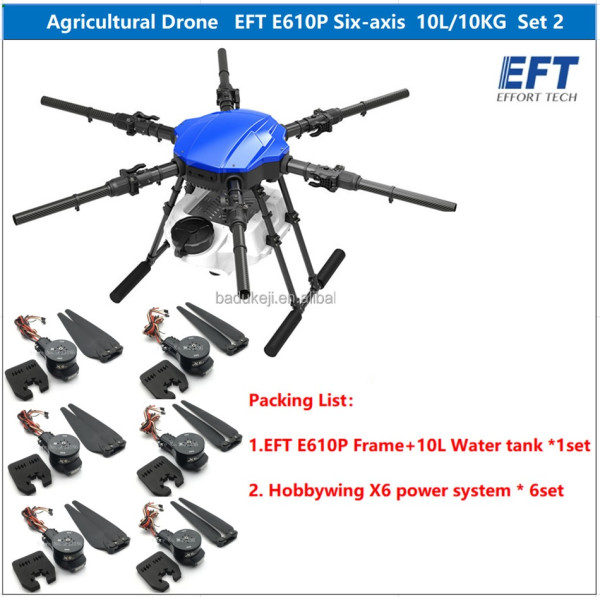 Agricultural Drone EFT E610P Six-axis 10L/10KG Set 2
EFT
EFFORT TECH
badukeji.en.alibaba
Packing List:
1.EFT E610P Frame+10L Water tank *1set
2. Hobbywing X6 power system * 6set